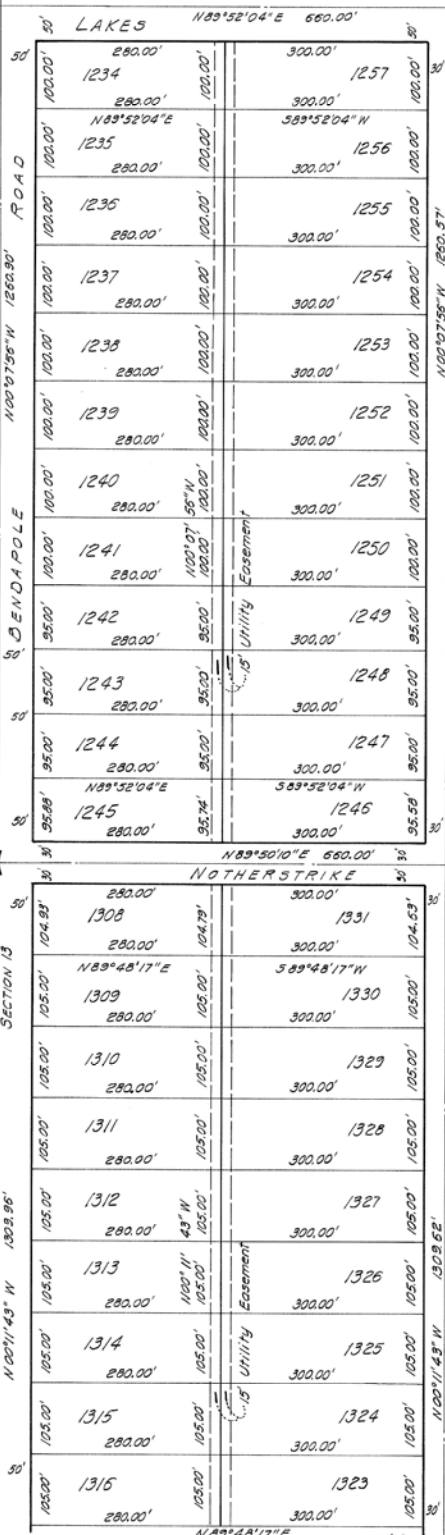 LAKES N89°52'04"E 660.00'
50' 50'
50' 280.00' 300.00' 30'
100.00' 1234 100.00' 1257 100.00'
280.00' 300.00'
N89°52'04"E S89°52'04"W
100.00' 1235 100.00' 1256 100.00'
280.00' 300.00'
100.00' 1236 100.00' 1255 100.00'
280.00' 300.00'
100.00' 1237 100.00' 1254 100.00'
280.00' 300.00'
100.00' 1238 100.00' 1253 100.00'
280.00' 300.00'
100.00' 1239 100.00' 1252 100.00'
280.00' 300.00'
100.00' 1240 100.00' 1251 100.00'
280.00' 300.00'
100.00' 1241 100.00' 1250 100.00'
280.00' 300.00'
95.00' 1242 95.00' 1249 95.00'
280.00' 300.00'
50'
95.00' 1243 95.00' 1248 95.00'
280.00' 300.00'
50'
95.00' 1244 95.00' 1247 95.00'
280.00' 300.00'
N89°52'04"E S89°52'04"W
50' 95.88' 1245 95.74' 1246 95.58' 30'
280.00' 300.00'
BENDAPOLE ROAD
N00°07'56"W 1260.90'
N00°07'56"W
15' Utility Easement
N00°07'56"W 1260.57'
30' N89°50'10"E 660.00' 30'
30' NOTHERSTRIKE 30'
50' 280.00' 300.00' 30'
104.93' 1308 104.79' 1331 104.63'
280.00' 300.00'
N89°48'17"E S89°48'17"W
105.00' 1309 105.00' 1330 105.00'
280.00' 300.00'
105.00' 1310 105.00' 1329 105.00'
280.00' 300.00'
105.00' 1311 105.00' 1328 105.00'
280.00' 300.00'
105.00' 1312 105.00' 1327 105.00'
280.00' 300.00'
105.00' 1313 105.00' 1326 105.00'
280.00' 300.00'
105.00' 1314 105.00' 1325 105.00'
280.00' 300.00'
105.00' 1315 105.00' 1324 105.00'
280.00' 300.00'
50' 105.00' 1316 105.00' 1323 105.00' 30'
280.00' 300.00'
SECTION 13
N00°11'43" W 1309.96'
N00°11'43" W
15' Utility Easement
N00°11'43" W 1309.62'
N89°48'17"E